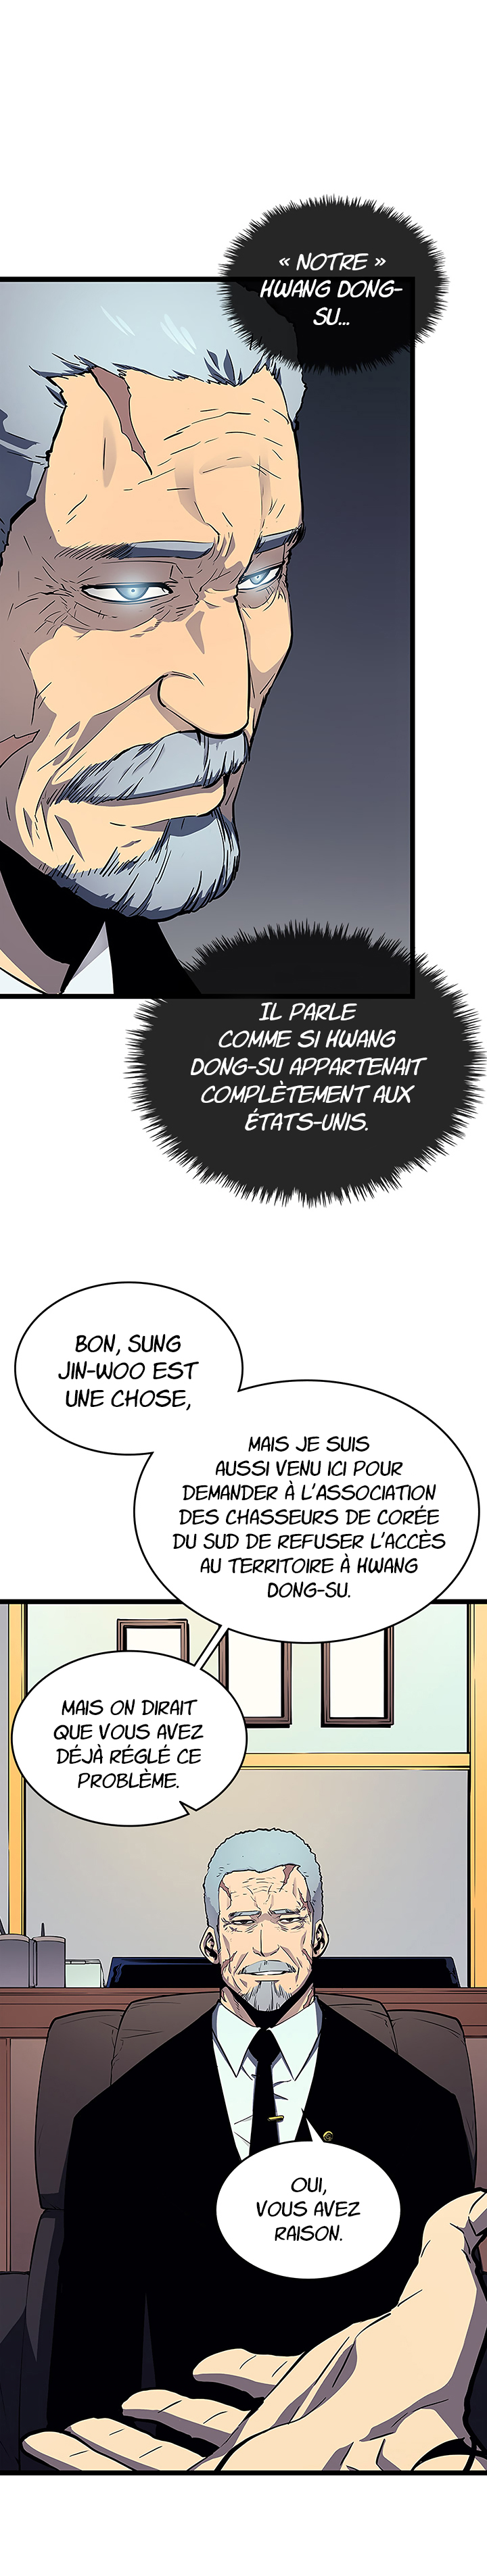 « NOTRE »
HWANG DONG-
SU...
IL PARLE
COMME SI HWANG
DONG-SU APPARTENAIT
COMPLÈTEMENT AUX
ÉTATS-UNIS.
BON, SUNG
JIN-WOO EST
UNE CHOSE,
MAIS JE SUIS
AUSSI VENU ICI POUR
DEMANDER À L'ASSOCIATION
DES CHASSEURS DE CORÉE
DU SUD DE REFUSER L'ACCÈS
AU TERRITOIRE À HWANG
DONG-SU.
MAIS ON DIRAIT
QUE VOUS AVEZ
DÉJÀ RÉGLÉ CE
PROBLÈME.
OUI,
VOUS AVEZ
RAISON.